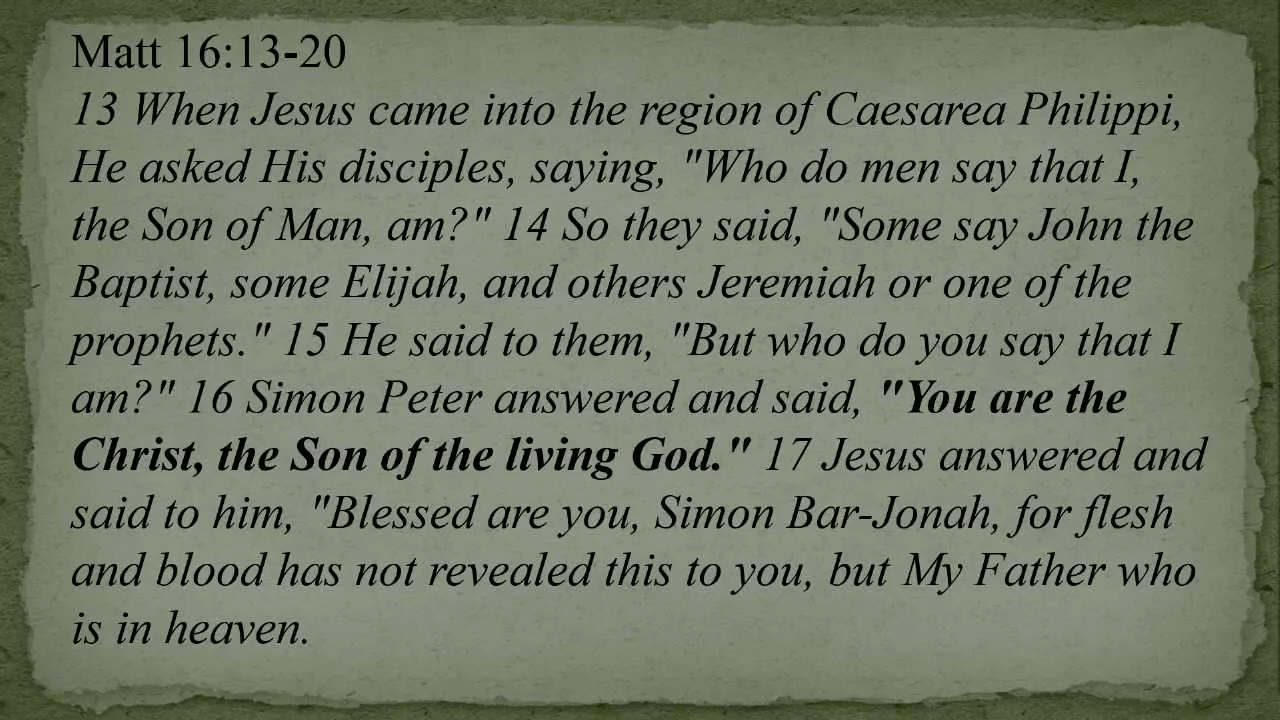 Matt 16:13-20
13 When Jesus came into the region of Caesarea Philippi,
He asked His disciples, saying, "Who do men say that I,
the Son of Man, am?" 14 So they said, "Some say John the
Baptist, some Elijah, and others Jeremiah or one of the
prophets." 15 He said to them, "But who do you say that I
am?" 16 Simon Peter answered and said, "You are the
Christ, the Son of the living God." 17 Jesus answered and
said to him, "Blessed are you, Simon Bar-Jonah, for flesh
and blood has not revealed this to you, but My Father who
is in heaven.